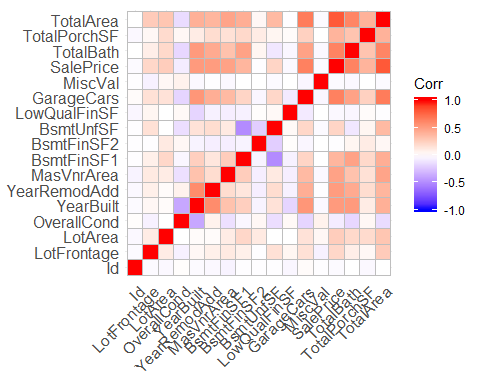 TotalArea
TotalPorchSF
TotalBath
SalePrice
MiscVal
GarageCars
LowQualFinSF
BsmtUnfSF
BsmtFinSF2
BsmtFinSF1
MasVnrArea
YearRemodAdd
YearBuilt
OverallCond
LotArea
LotFrontage
Id
Id
LotFrontage
LotArea
OverallCond
YearBuilt
YearRemodAdd
MasVnrArea
BsmtFinSF1
BsmtFinSF2
BsmtUnfSF
LowQualFinSF
GarageCars
MiscVal
SalePrice
TotalBath
TotalPorchSF
TotalArea
Corr
1.0
0.5
0.0
-0.5
-1.0